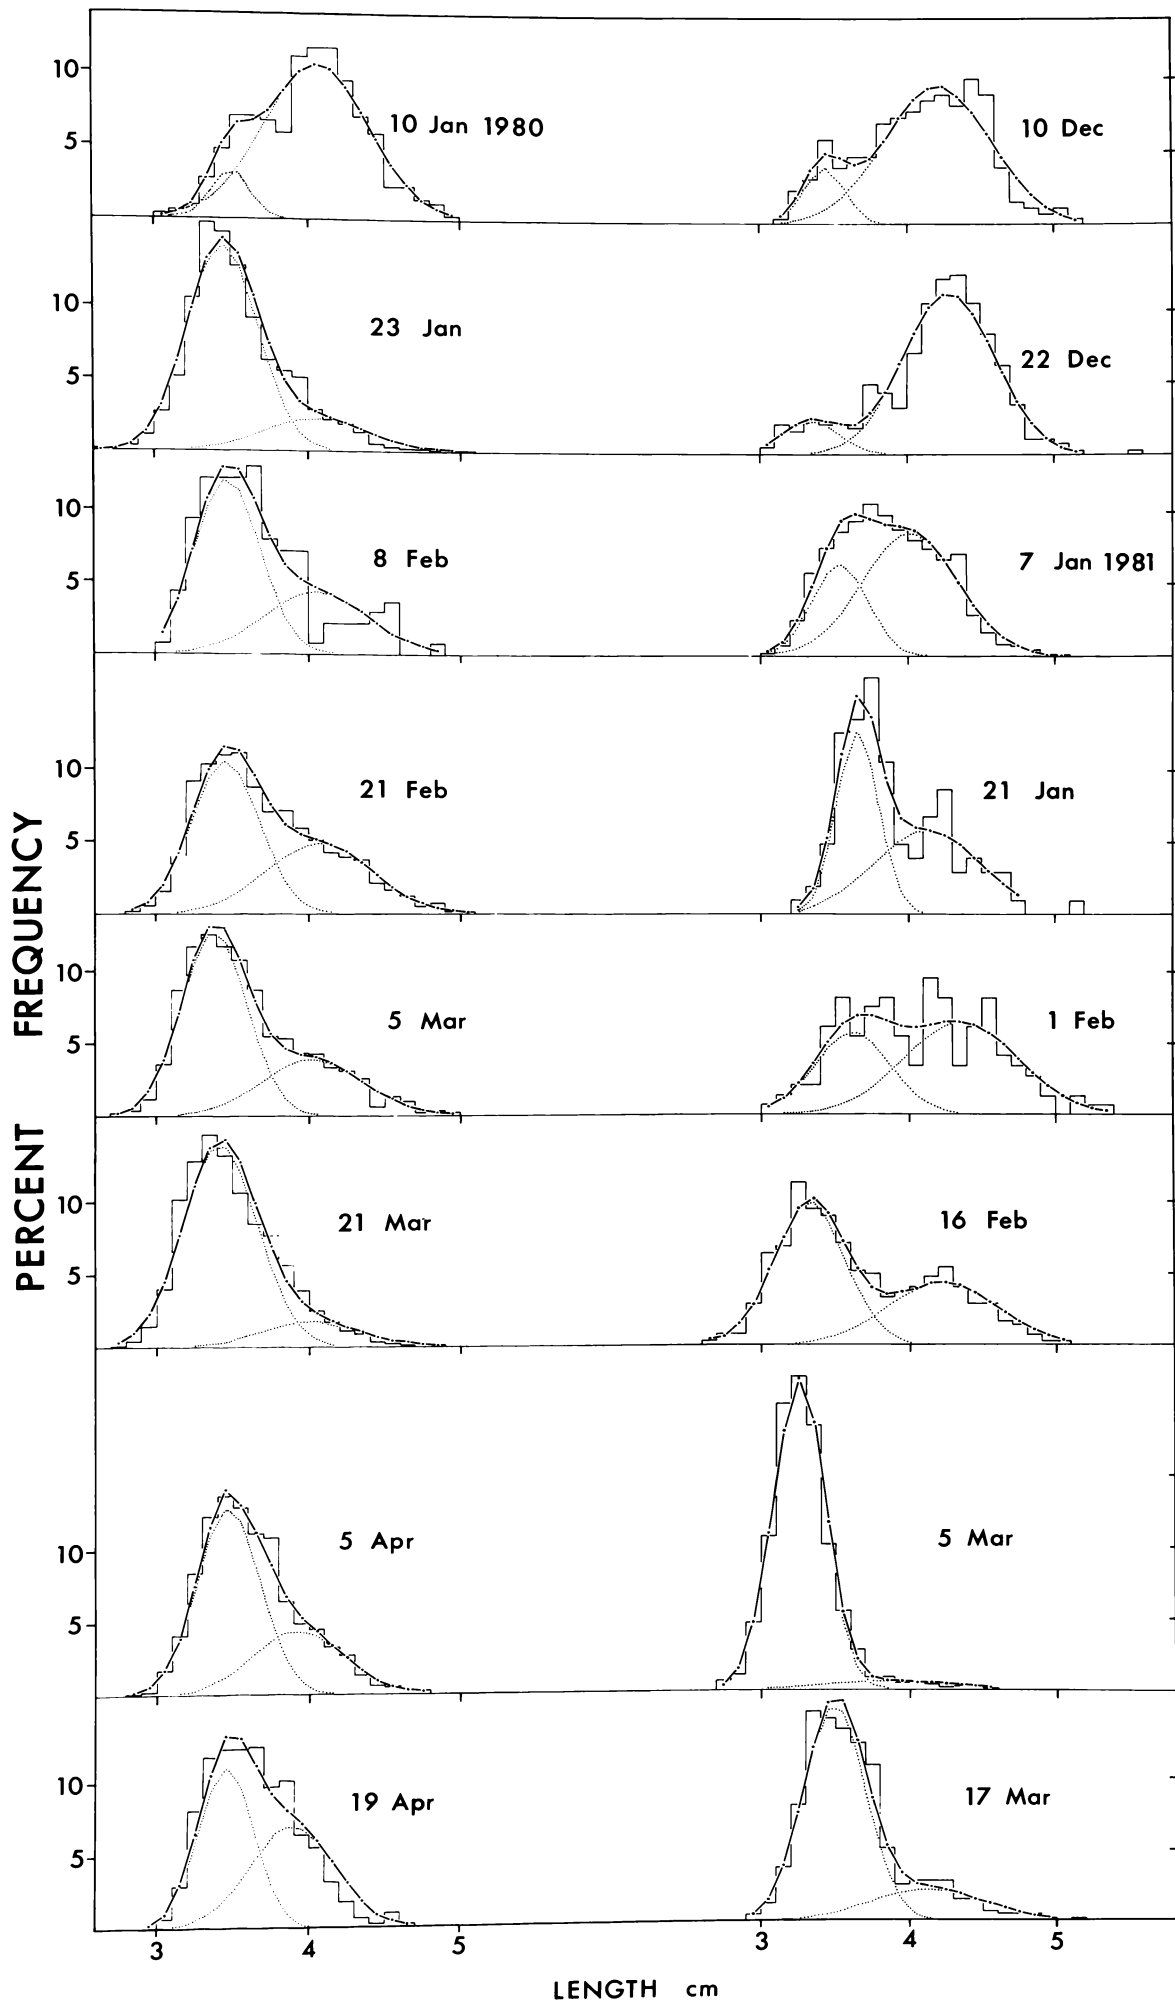 PERCENT FREQUENCY
10
5
10 Jan 1980
10 Dec
10
5
23 Jan
22 Dec
10
5
8 Feb
7 Jan 1981
10
5
21 Feb
21 Jan
10
5
5 Mar
1 Feb
10
5
21 Mar
16 Feb
10
5
5 Apr
5 Mar
10
5
19 Apr
17 Mar
3 4 5 3 4 5
LENGTH cm